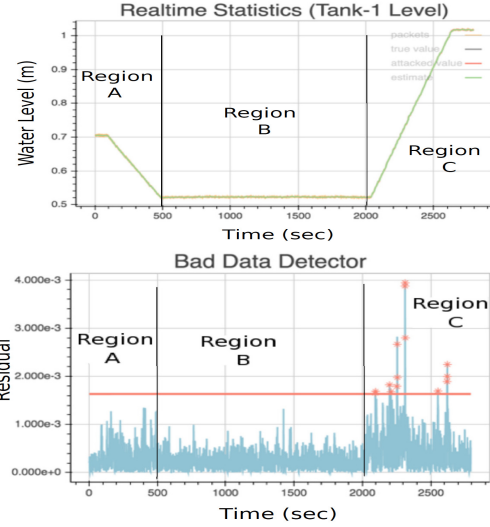 Realtime Statistics (Tank-1 Level)
Water Level (m)
1
0.9
0.8
0.7
0.6
0.5
Region
A
Region
B
Region
C
packets
true value
attacked value
estimate
0 500 1000 1500 2000 2500
Time (sec)
Bad Data Detector
Residual
4.000e-3
3.000e-3
2.000e-3
1.000e-3
0.000e+0
Region
A
Region
B
Region
C
0 500 1000 1500 2000 2500
Time (sec)